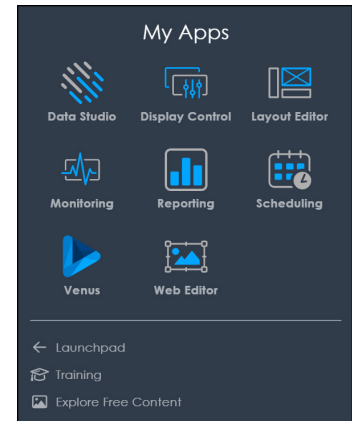 My Apps
Data Studio
Display Control
Layout Editor
Monitoring
Reporting
Scheduling
Venus
Web Editor
Launchpad
Training
Explore Free Content